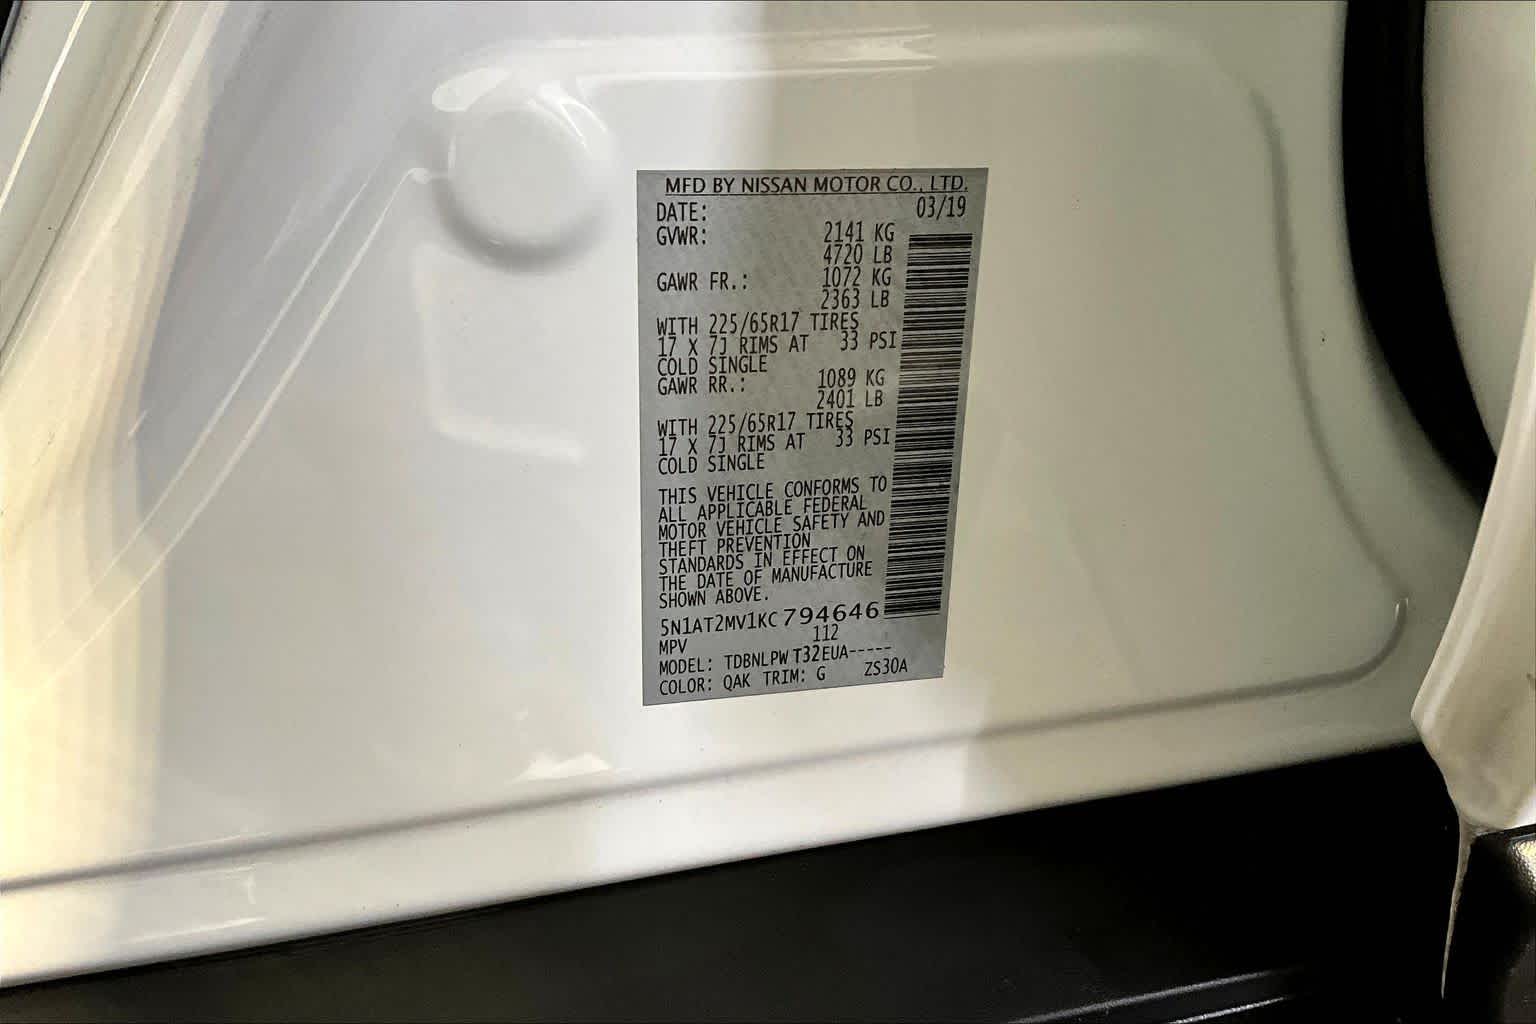 MFD BY NISSAN MOTOR CO., LTD.
DATE: 03/19
GVWR: 2141 KG
4720 LB
GAWR FR.: 1072 KG
2363 LB
WITH 225/65R17 TIRES
17 X 7J RIMS AT 33 PSI
COLD SINGLE
GAWR RR.: 1089 KG
2401 LB
WITH 225/65R17 TIRES
17 X 7J RIMS AT 33 PSI
COLD SINGLE
THIS VEHICLE CONFORMS TO
ALL APPLICABLE FEDERAL
MOTOR VEHICLE SAFETY AND
THEFT PREVENTION
STANDARDS IN EFFECT ON
THE DATE OF MANUFACTURE
SHOWN ABOVE.
5N1AT2MV1KC794646
MPV 112
MODEL: TDBNLPWT32EUA-----
COLOR: QAK TRIM: G ZS30A